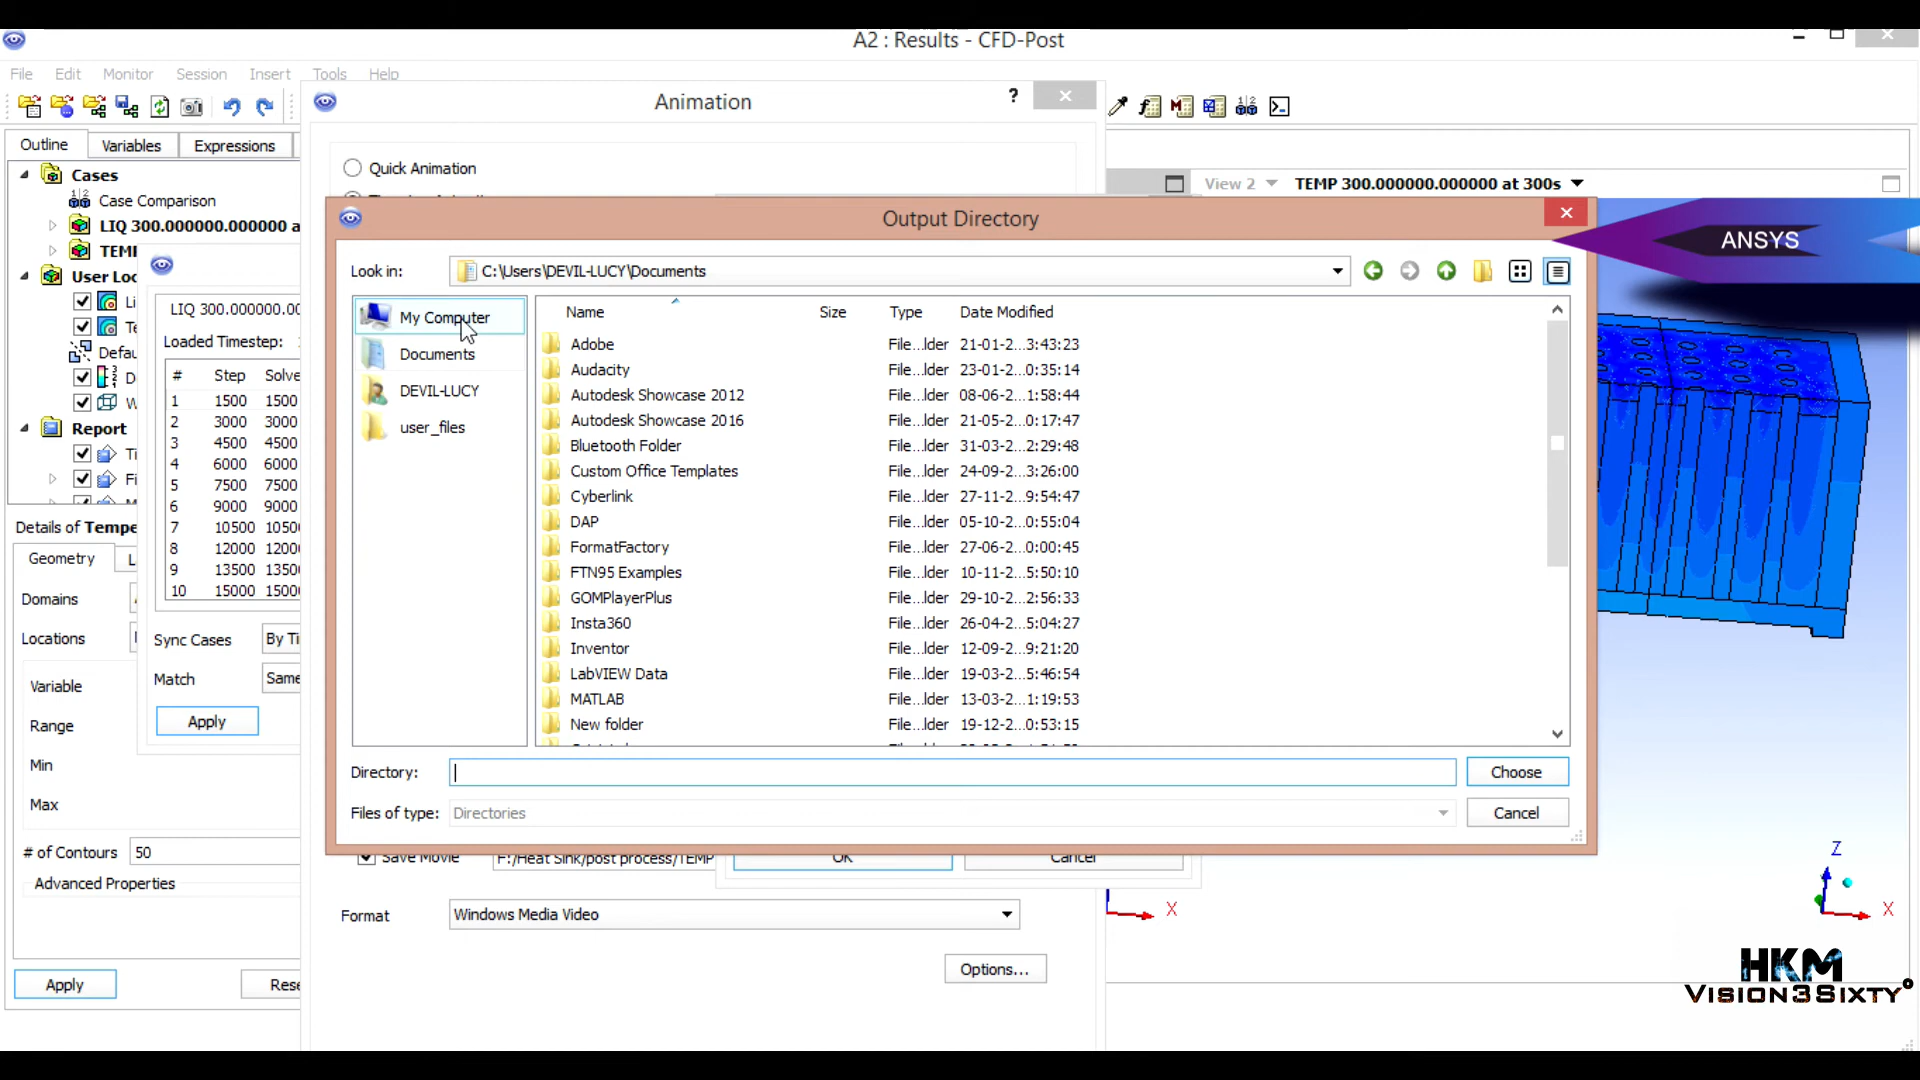 A2 : Results - CFD-Post
File Edit Monitor Session Insert Tools Help
Animation
?
Outline Variables Expressions
Quick Animation
Cases
Case Comparison
LIQ 300.000000.000000 a
TEMP
User Loc
Li
Te
Defau
D
W
Report
Ti
Fi
View 2 TEMP 300.000000.000000 at 300s
Output Directory
ANSYS
Look in: C:\Users\DEVIL-LUCY\Documents
My Computer
Documents
DEVIL-LUCY
user_files
Name Size Type Date Modified
Adobe File...lder 21-01-2...3:43:23
Audacity File...lder 23-01-2...0:35:14
Autodesk Showcase 2012 File...lder 08-06-2...1:58:44
Autodesk Showcase 2016 File...lder 21-05-2...0:17:47
Bluetooth Folder File...lder 31-03-2...2:29:48
Custom Office Templates File...lder 24-09-2...3:26:00
Cyberlink File...lder 27-11-2...9:54:47
DAP File...lder 05-10-2...0:55:04
FormatFactory File...lder 27-06-2...0:00:45
FTN95 Examples File...lder 10-11-2...5:50:10
GOMPlayerPlus File...lder 29-10-2...2:56:33
Insta360 File...lder 26-04-2...5:04:27
Inventor File...lder 12-09-2...9:21:20
LabVIEW Data File...lder 19-03-2...5:46:54
MATLAB File...lder 13-03-2...1:19:53
New folder File...lder 19-12-2...0:53:15
Directory: Choose
Files of type: Directories Cancel
LIQ 300.000000.00
Loaded Timestep:
# Step Solve
1 1500 1500
2 3000 3000
3 4500 4500
4 6000 6000
5 7500 7500
6 9000 9000
7 10500 1050
8 12000 1200
9 13500 1350
10 15000 1500
Sync Cases By Ti
Match Same
Apply
Details of Tempe
Geometry L
Domains
Locations
Variable
Range
Min
Max
# of Contours 50
Advanced Properties
Apply Rese
Save Movie F:/Heat Sink/post process/TEMP
OK Cancel
Format Windows Media Video
Options...
X
Z
X
HKM
VISION3SIXTY°